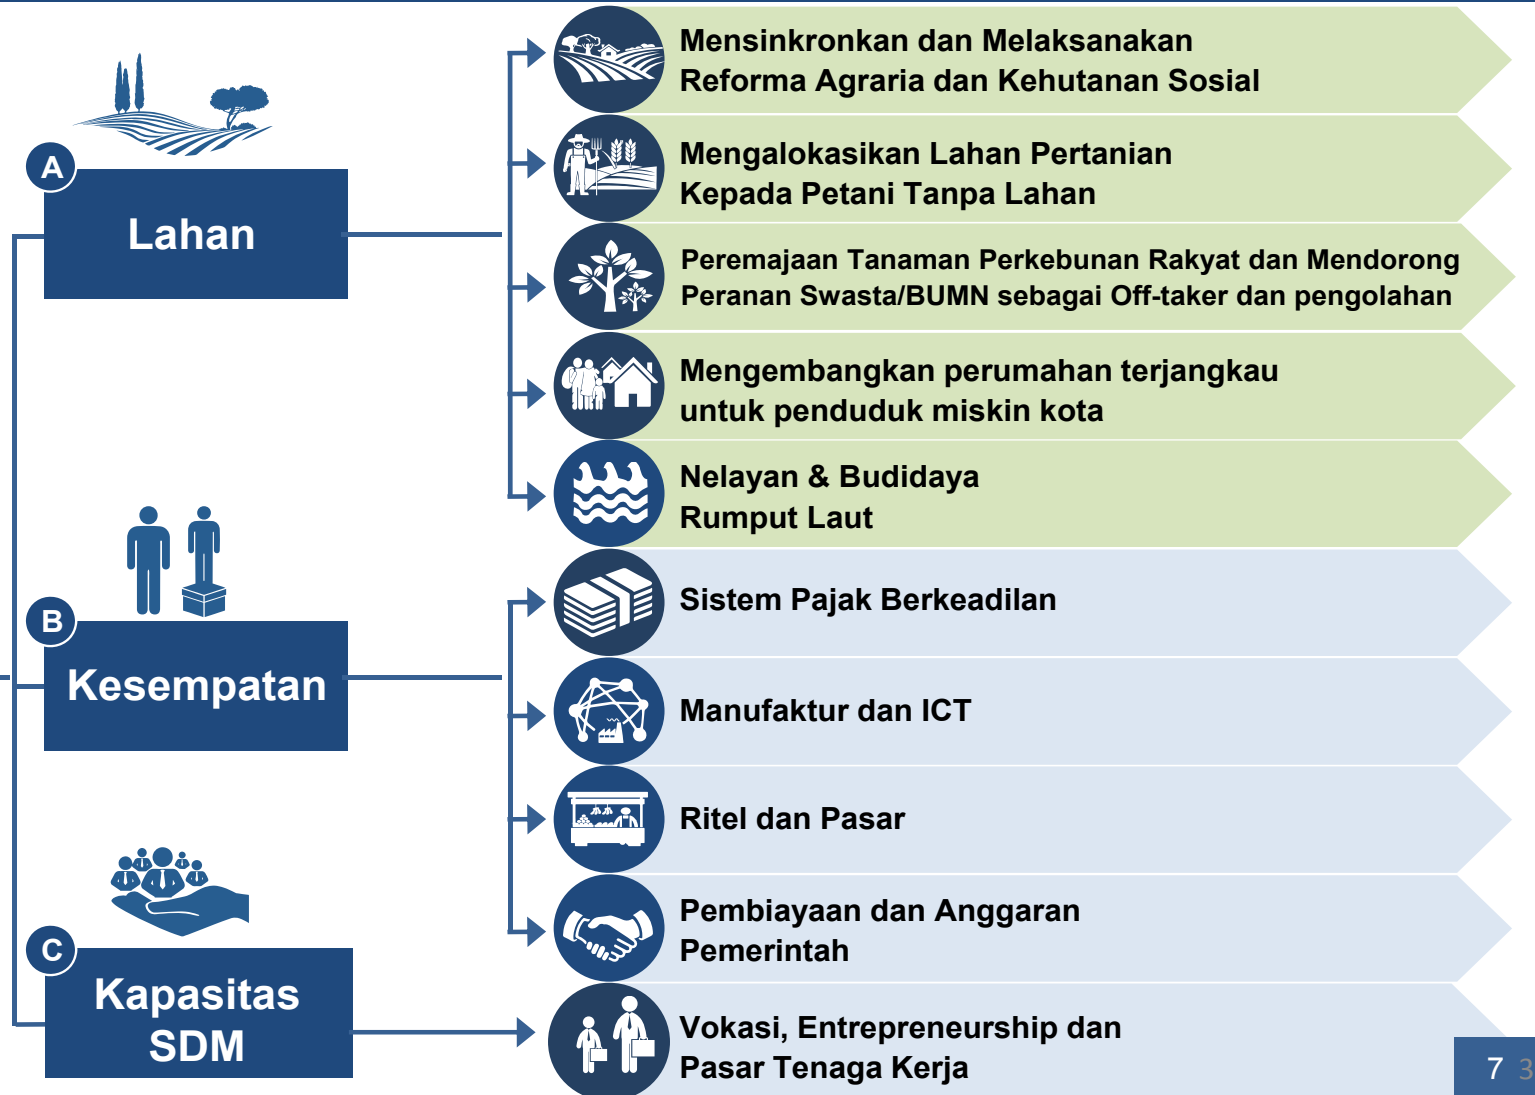 A
Lahan
Mensinkronkan dan Melaksanakan
Reforma Agraria dan Kehutanan Sosial
Mengalokasikan Lahan Pertanian
Kepada Petani Tanpa Lahan
Peremajaan Tanaman Perkebunan Rakyat dan Mendorong
Peranan Swasta/BUMN sebagai Off-taker dan pengolahan
Mengembangkan perumahan terjangkau
untuk penduduk miskin kota
Nelayan & Budidaya
Rumput Laut
B
Kesempatan
Sistem Pajak Berkeadilan
Manufaktur dan ICT
Ritel dan Pasar
Pembiayaan dan Anggaran
Pemerintah
C
Kapasitas
SDM
Vokasi, Entrepreneurship dan
Pasar Tenaga Kerja
7 3